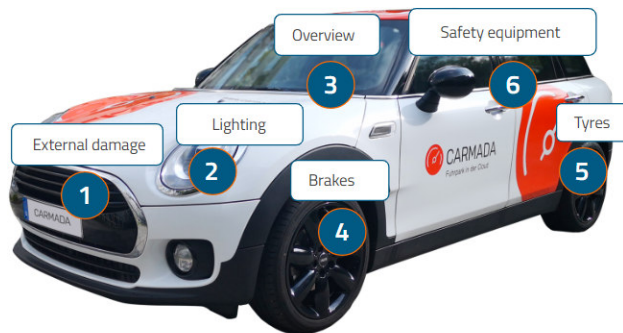 Overview
3
Safety equipment
6
Lighting
2
External damage
1
CARMADA
CARMADA
Fuhrpark in der Cloud
Tyres
5
Brakes
4